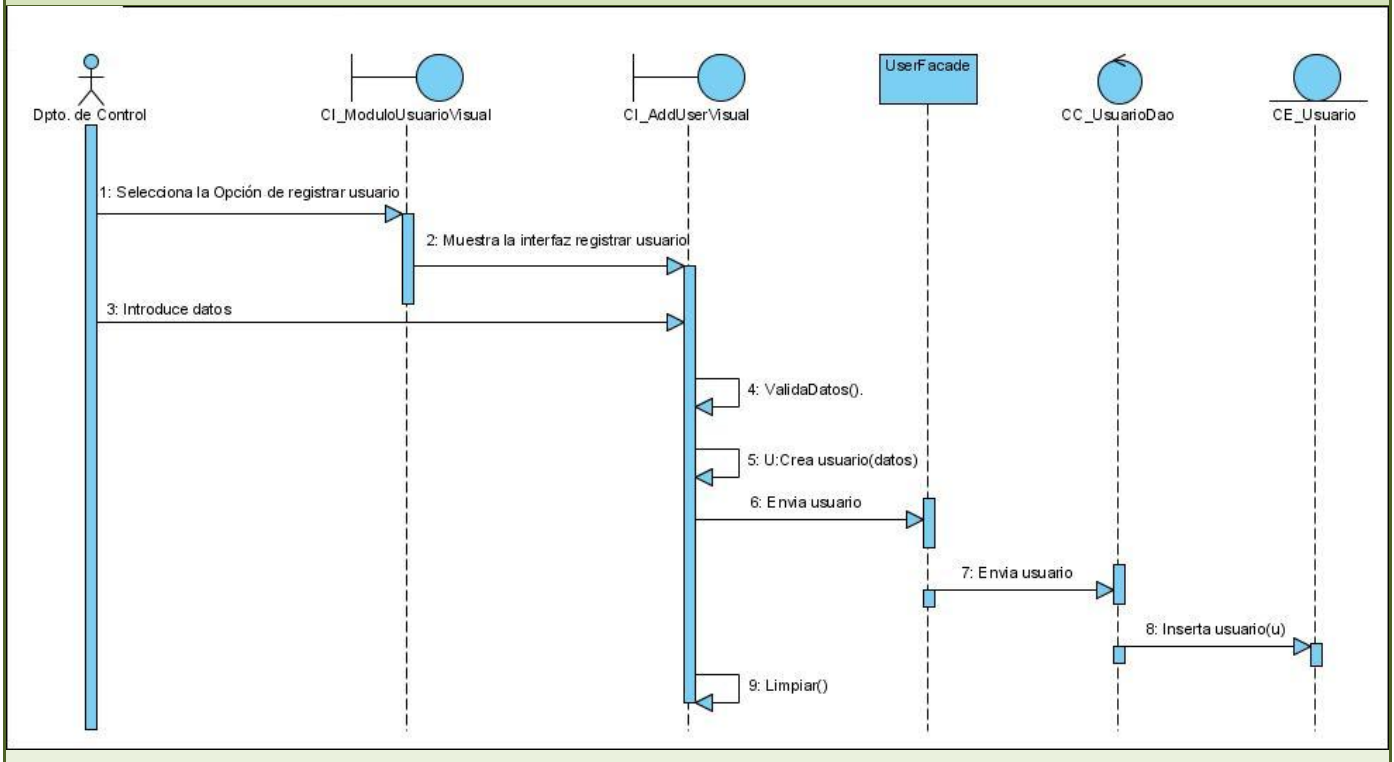 UserFacade
Dpto. de Control
CI_ModuloUsuarioVisual
CI_AddUserVisual
CC_UsuarioDao
CE_Usuario
1: Selecciona la Opción de registrar usuario
2: Muestra la interfaz registrar usuario
3: Introduce datos
4: ValidaDatos().
5: U:Crea usuario(datos)
6: Envia usuario
7: Envia usuario
8: Inserta usuario(u)
9: Limpiar()